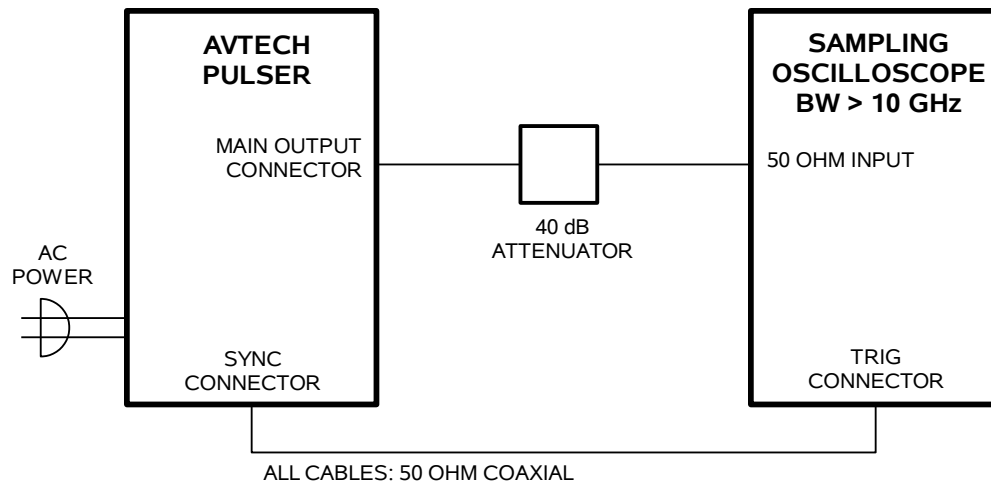 AVTECH
PULSER
MAIN OUTPUT
CONNECTOR
AC
POWER
SYNC
CONNECTOR
40 dB
ATTENUATOR
SAMPLING
OSCILLOSCOPE
BW > 10 GHz
50 OHM INPUT
TRIG
CONNECTOR
ALL CABLES: 50 OHM COAXIAL